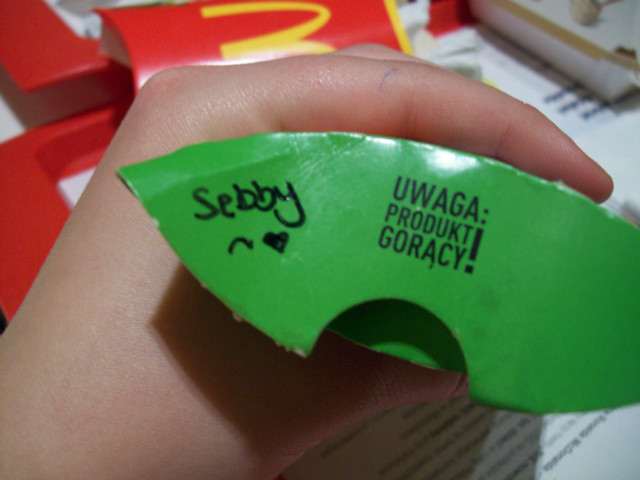 Sebby
~ ♥
UWAGA:
PRODUKT
GORĄCY!